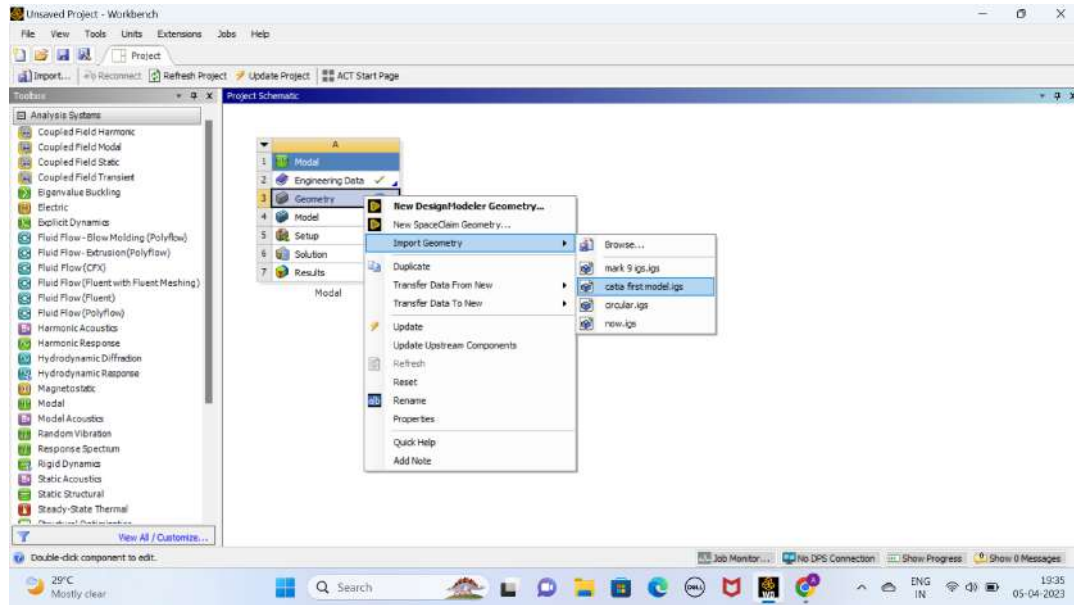 Unsaved Project - Workbench
File View Tools Units Extensions Jobs Help
Project
Import... Reconnect Refresh Project Update Project ACT Start Page
Toolbox
Project Schematic
Analysis Systems
Coupled Field Harmonic
Coupled Field Modal
Coupled Field Static
Coupled Field Transient
Eigenvalue Buckling
Electric
Explicit Dynamics
Fluid Flow - Blow Molding (Polyflow)
Fluid Flow - Extrusion (Polyflow)
Fluid Flow (CFX)
Fluid Flow (Fluent with Fluent Meshing)
Fluid Flow (Fluent)
Fluid Flow (Polyflow)
Harmonic Acoustics
Harmonic Response
Hydrodynamic Diffraction
Hydrodynamic Response
Magnetostatic
Modal
Modal Acoustics
Random Vibration
Response Spectrum
Rigid Dynamics
Static Acoustics
Static Structural
Steady-State Thermal
View All / Customize...
A
1 Modal
2 Engineering Data
3 Geometry
4 Model
5 Setup
6 Solution
7 Results
Modal
New DesignModeler Geometry...
New SpaceClaim Geometry...
Import Geometry
Duplicate
Transfer Data From New
Transfer Data To New
Update
Update Upstream Components
Refresh
Reset
Rename
Properties
Quick Help
Add Note
Browse...
mark 9 igs.igs
catia first model.igs
circular.igs
now.igs
Double-click component to edit.
Job Monitor... No DPS Connection Show Progress Show 0 Messages
29°C
Mostly clear
Search
DELL
ENG
IN
19:35
05-04-2023